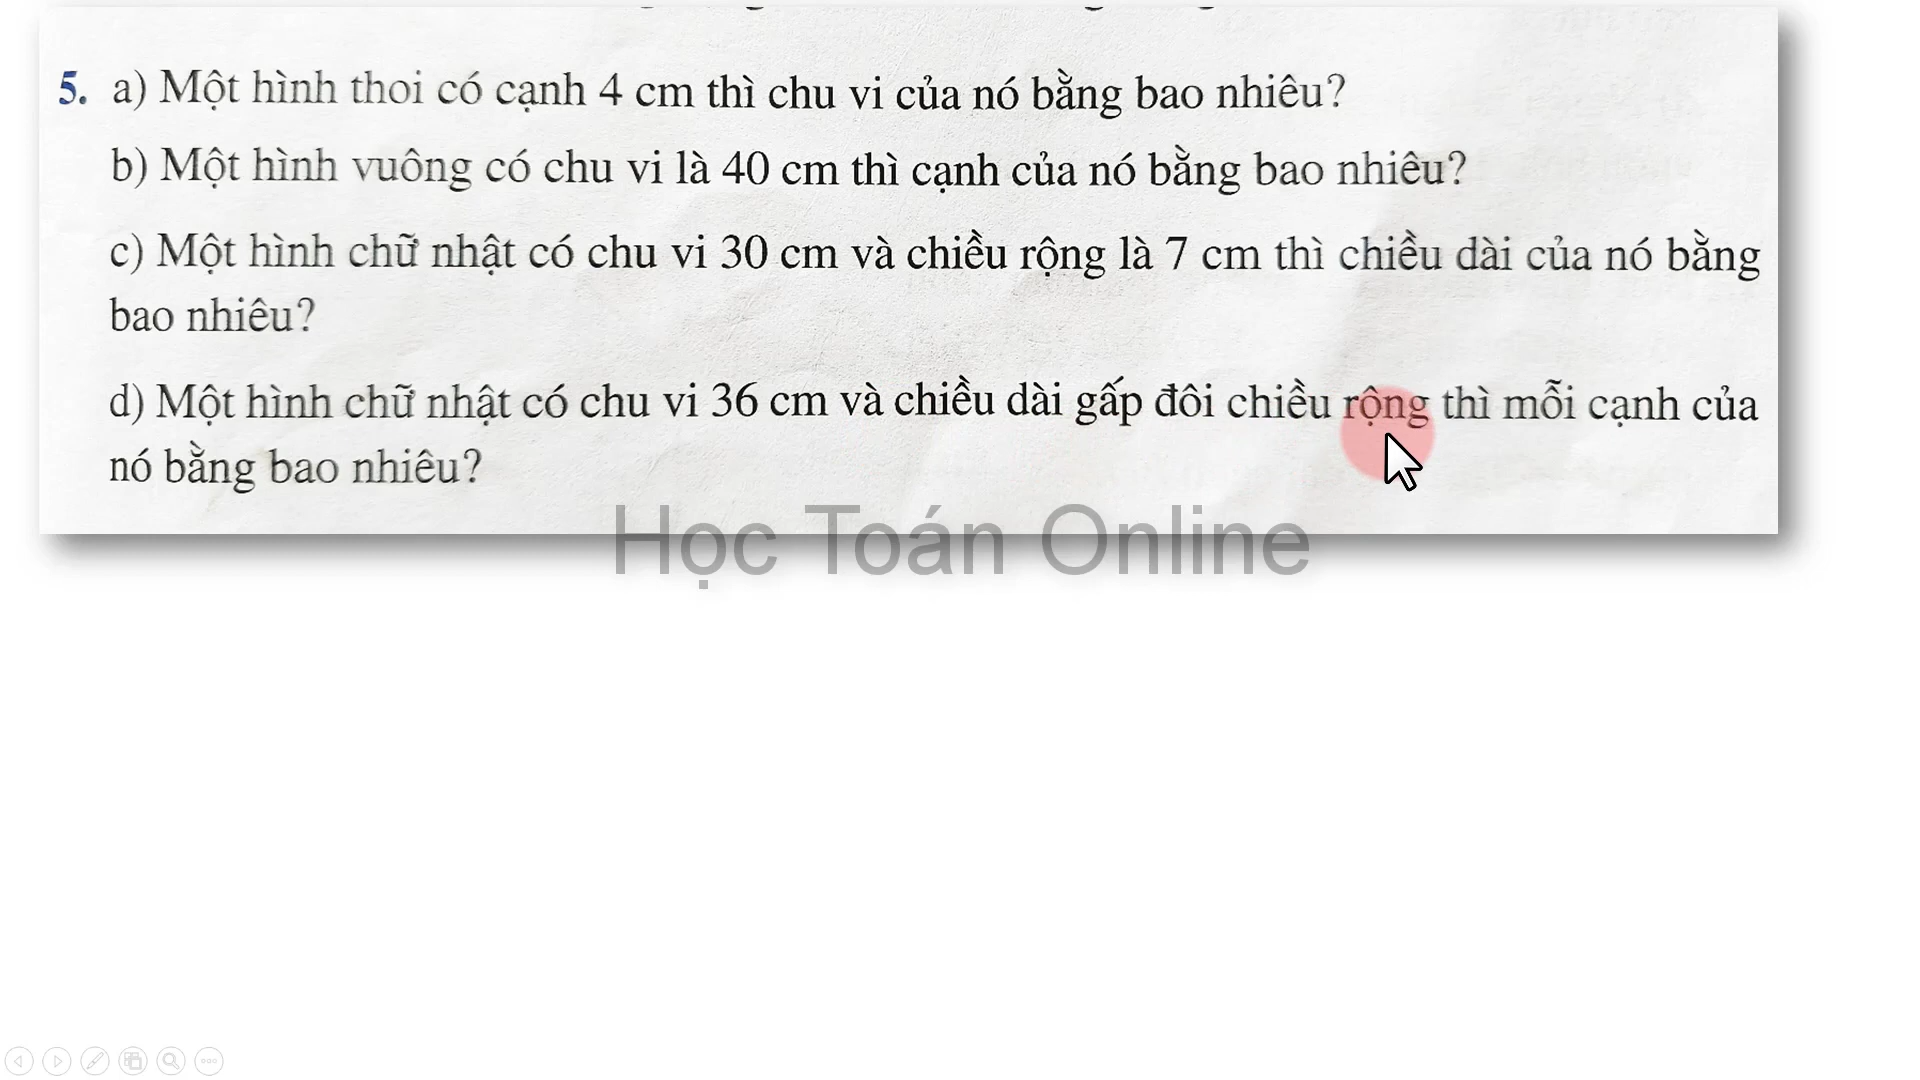 5. a) Một hình thoi có cạnh 4 cm thì chu vi của nó bằng bao nhiêu?
b) Một hình vuông có chu vi là 40 cm thì cạnh của nó bằng bao nhiêu?
c) Một hình chữ nhật có chu vi 30 cm và chiều rộng là 7 cm thì chiều dài của nó bằng
bao nhiêu?
d) Một hình chữ nhật có chu vi 36 cm và chiều dài gấp đôi chiều rộng thì mỗi cạnh của
nó bằng bao nhiêu?
Học Toán Online